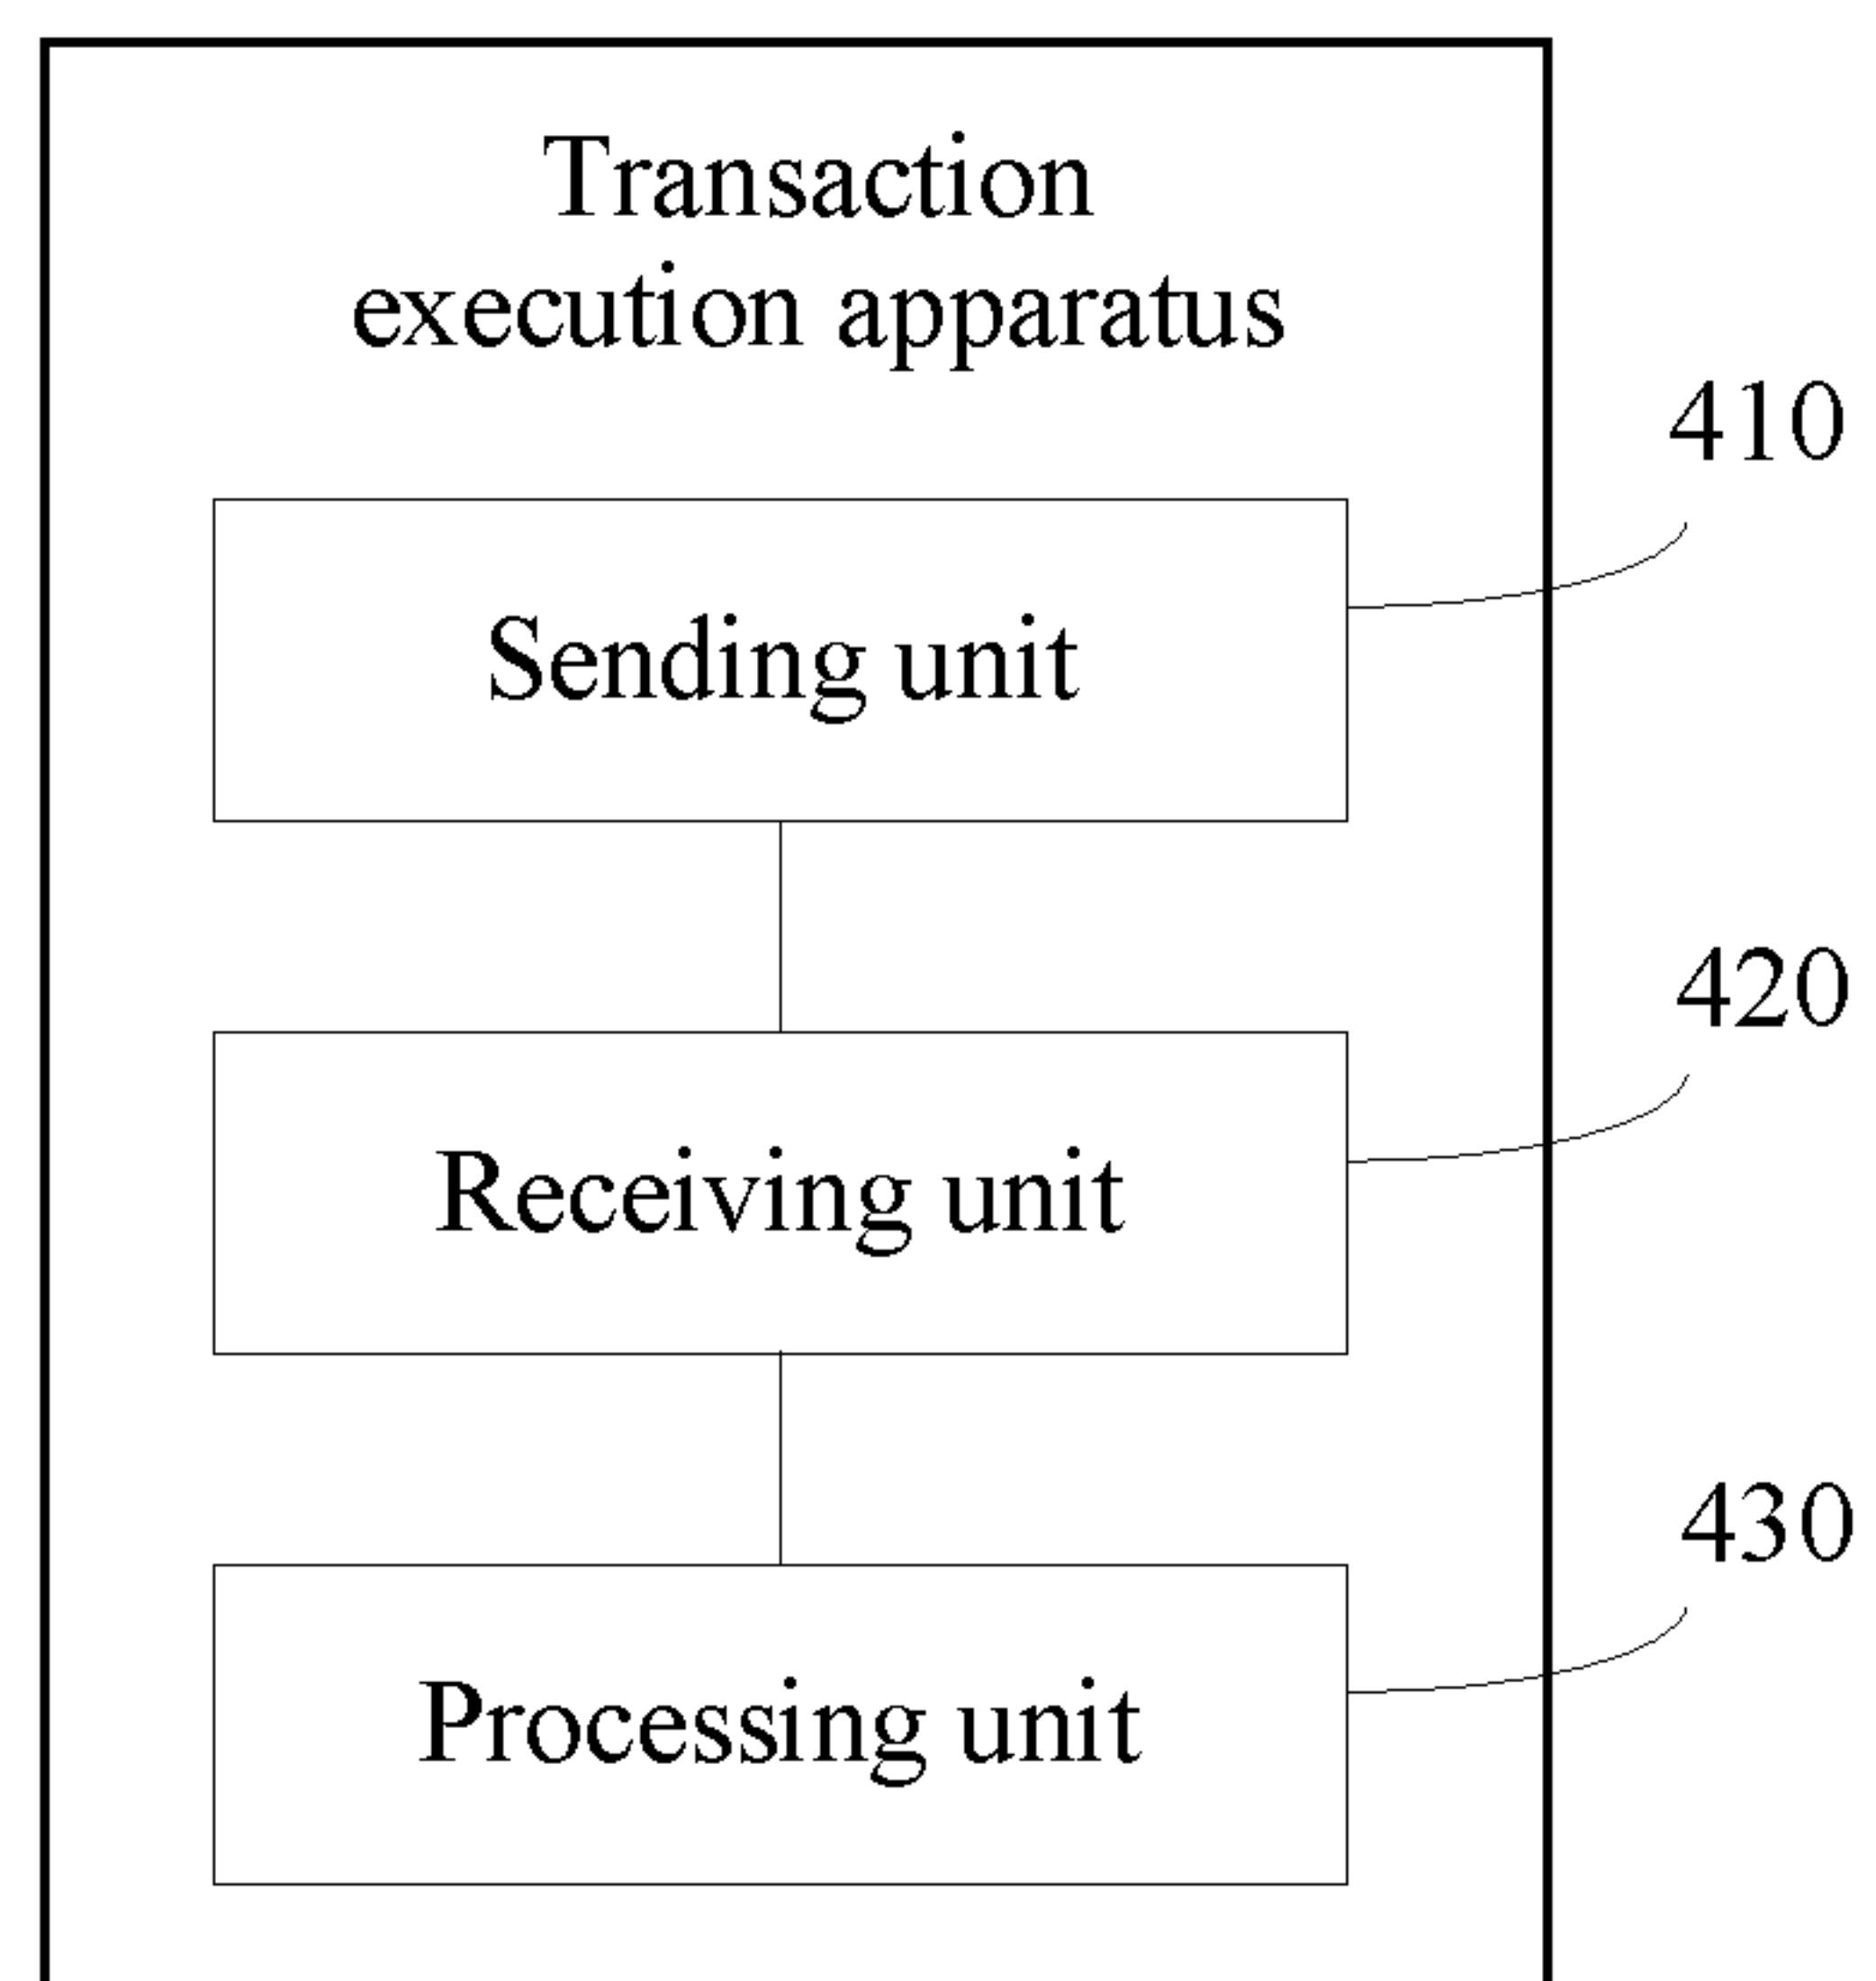 Transaction
execution apparatus
410
Sending unit
420
Receiving unit
430
Processing unit